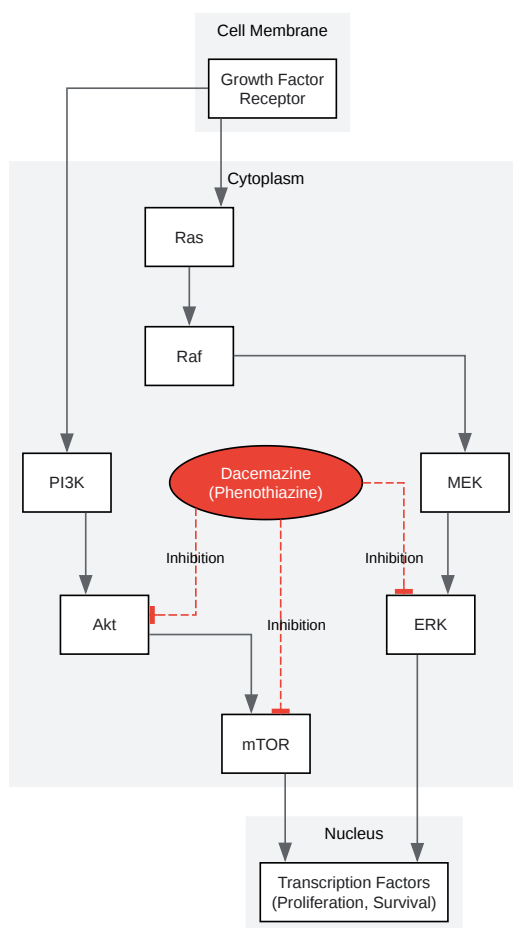 Cell Membrane
Growth Factor
Receptor
Cytoplasm
Ras
Raf
PI3K
Dacemazine
(Phenothiazine)
MEK
Inhibition
Inhibition
Akt
Inhibition
ERK
mTOR
Nucleus
Transcription Factors
(Proliferation, Survival)